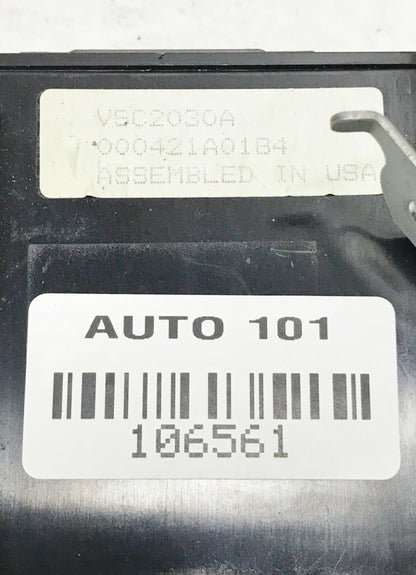 VSC2030A
000421A0184
ASSEMBLED IN USA
AUTO 101
106561